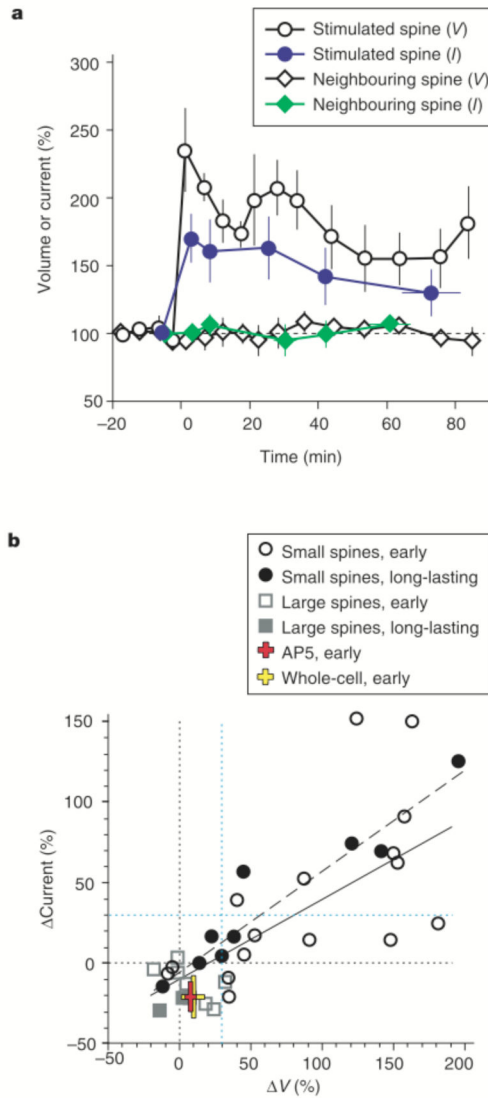 a
Stimulated spine (V)
Stimulated spine (I)
Neighbouring spine (V)
Neighbouring spine (I)
300
250
200
150
100
50
Volume or current (%)
−20 0 20 40 60 80
Time (min)
b
Small spines, early
Small spines, long-lasting
Large spines, early
Large spines, long-lasting
AP5, early
Whole-cell, early
150
100
50
0
−50
ΔCurrent (%)
−50 0 50 100 150 200
ΔV (%)